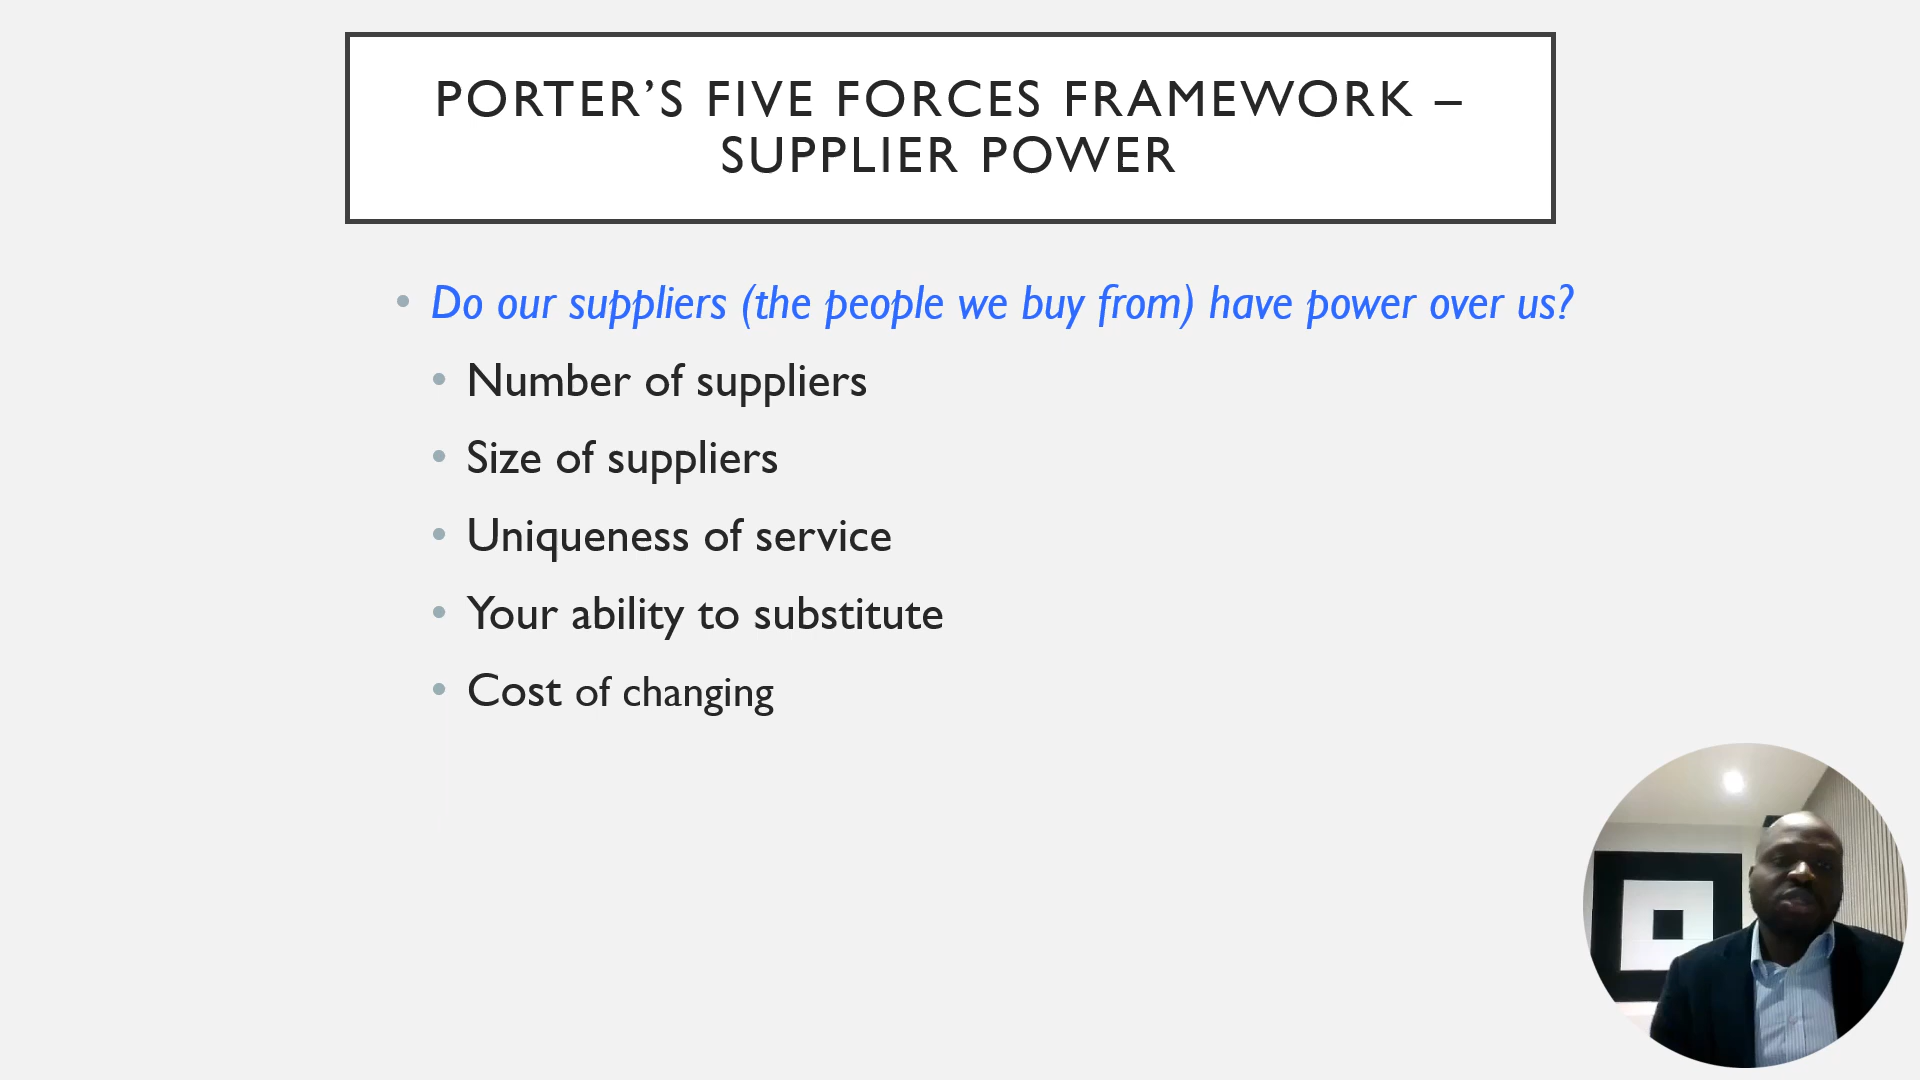 PORTER’S FIVE FORCES FRAMEWORK –
SUPPLIER POWER
• Do our suppliers (the people we buy from) have power over us?
• Number of suppliers
• Size of suppliers
• Uniqueness of service
• Your ability to substitute
• Cost of changing